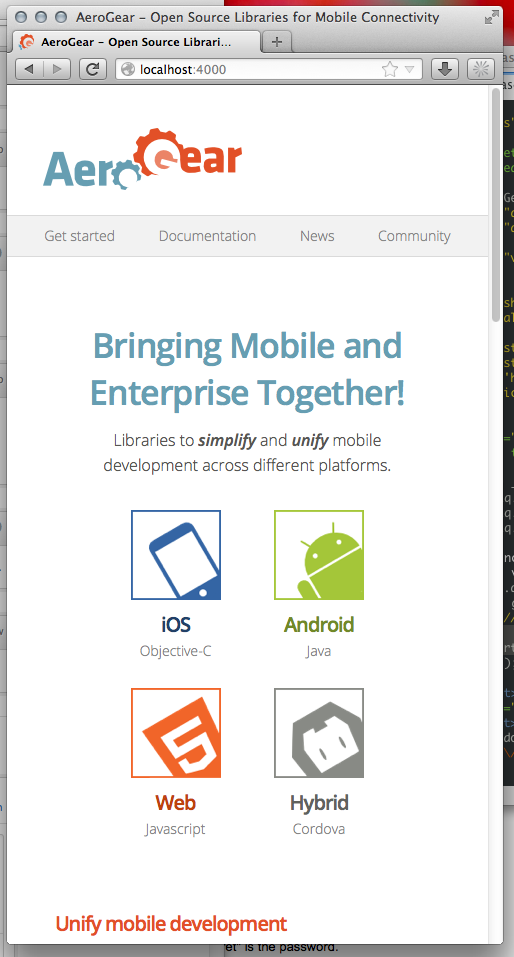 AeroGear – Open Source Libraries for Mobile Connectivity
AeroGear – Open Source Librari...
localhost:4000
AeroGear
Get started Documentation News Community
Bringing Mobile and
Enterprise Together!
Libraries to simplify and unify mobile
development across different platforms.
iOS Android
Objective-C Java
Web Hybrid
Javascript Cordova
Unify mobile development
et" is the password.